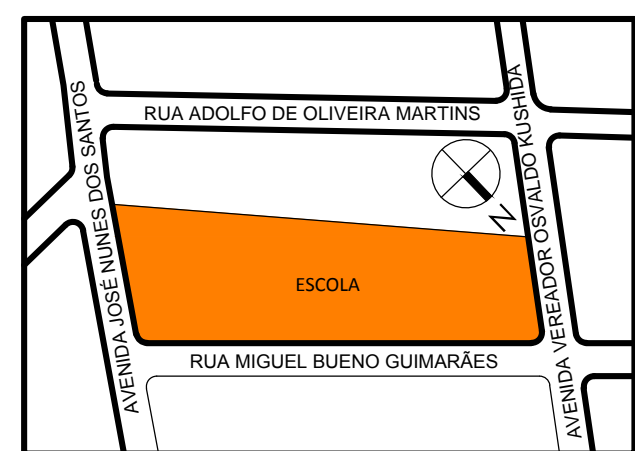 RUA ADOLFO DE OLIVEIRA MARTINS
AVENIDA JOSÉ NUNES DOS SANTOS
AVENIDA VEREADOR OSVALDO KUSHIDA
N
ESCOLA
RUA MIGUEL BUENO GUIMARÃES